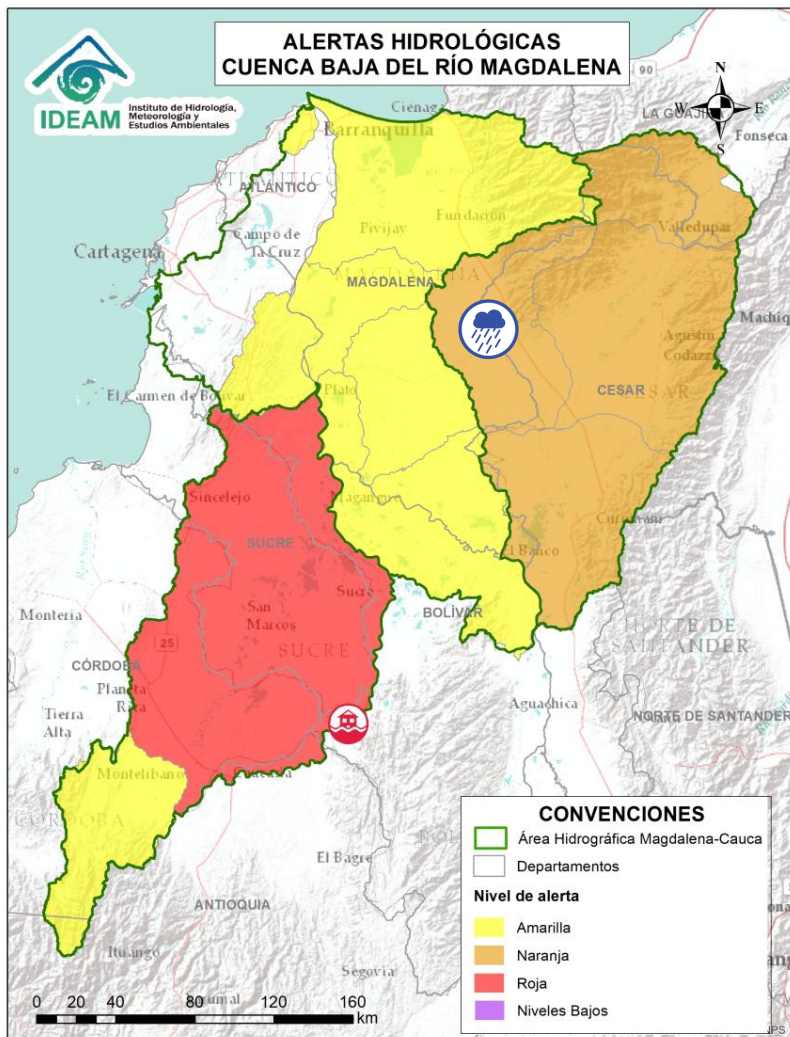 ALERTAS HIDROLÓGICAS
CUENCA BAJA DEL RÍO MAGDALENA
IDEAM
Instituto de Hidrología,
Meteorología y
Estudios Ambientales
N
W
E
S
90
Ciénaga
LA GUAJIRA
Fonseca
Barranquilla
ATLÁNTICO
Cartagena
Campo de
la Cruz
Pivijay
Fundación
Valledupar
MAGDALENA
MAGDALENA
Agustín
Codazzi
CESAR
El Carmen de Bolívar
Plato
Sincelejo
Magangué
SUCRE
El Banco
Sucre
BOLÍVAR
San
Marcos
SUCRE
Montería
25
CÓRDOBA
Planeta
Rica
Tierra
Alta
NORTE DE
SANTANDER
Aguachica
NORTE DE SANTANDER
Montelíbano
CÓRDOBA
El Bagre
ANTIOQUIA
Ituango
Segovia
CONVENCIONES
Área Hidrográfica Magdalena-Cauca
Departamentos
Nivel de alerta
Amarilla
Naranja
Roja
Niveles Bajos
0 20 40 80 120 160
km